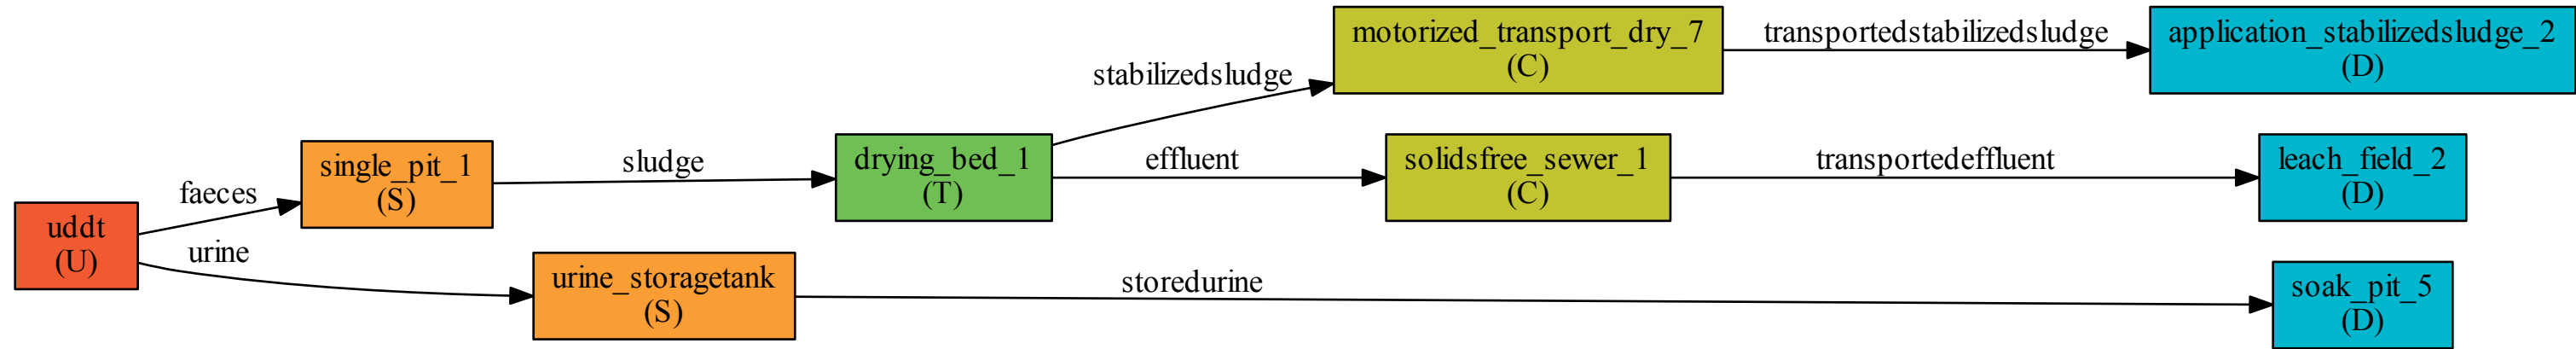 motorized_transport_dry_7
(C)
transportedstabilizedsludge
application_stabilizedsludge_2
(D)
stabilizedsludge
single_pit_1
(S)
sludge
drying_bed_1
(T)
effluent
solidsfree_sewer_1
(C)
transportedeffluent
leach_field_2
(D)
faeces
uddt
(U)
urine
urine_storagetank
(S)
storedurine
soak_pit_5
(D)